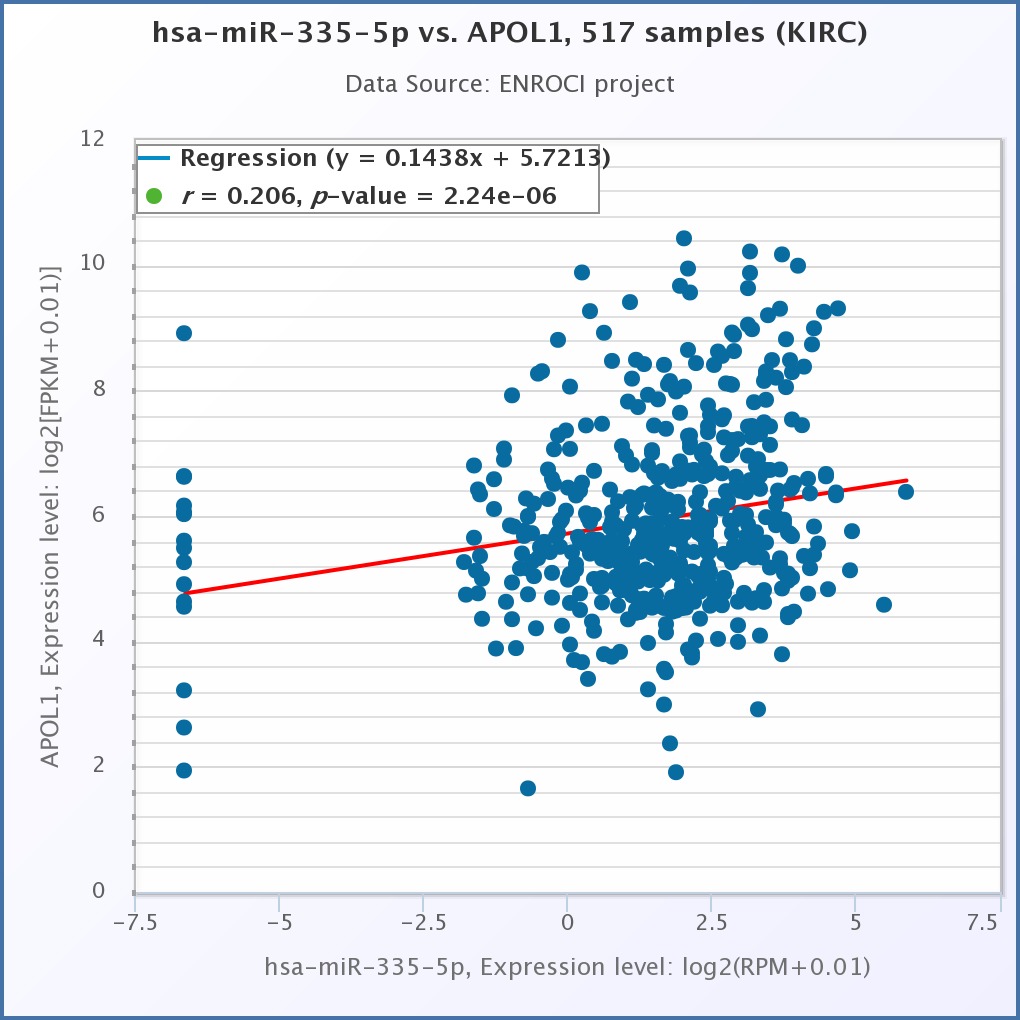 hsa-miR-335-5p vs. APOL1, 517 samples (KIRC)
Data Source: ENROCI project
Regression (y = 0.1438x + 5.7213)
r = 0.206, p-value = 2.24e-06
APOL1, Expression level: log2[FPKM+0.01)]
12
10
8
6
4
2
0
-7.5 -5 -2.5 0 2.5 5 7.5
hsa-miR-335-5p, Expression level: log2(RPM+0.01)